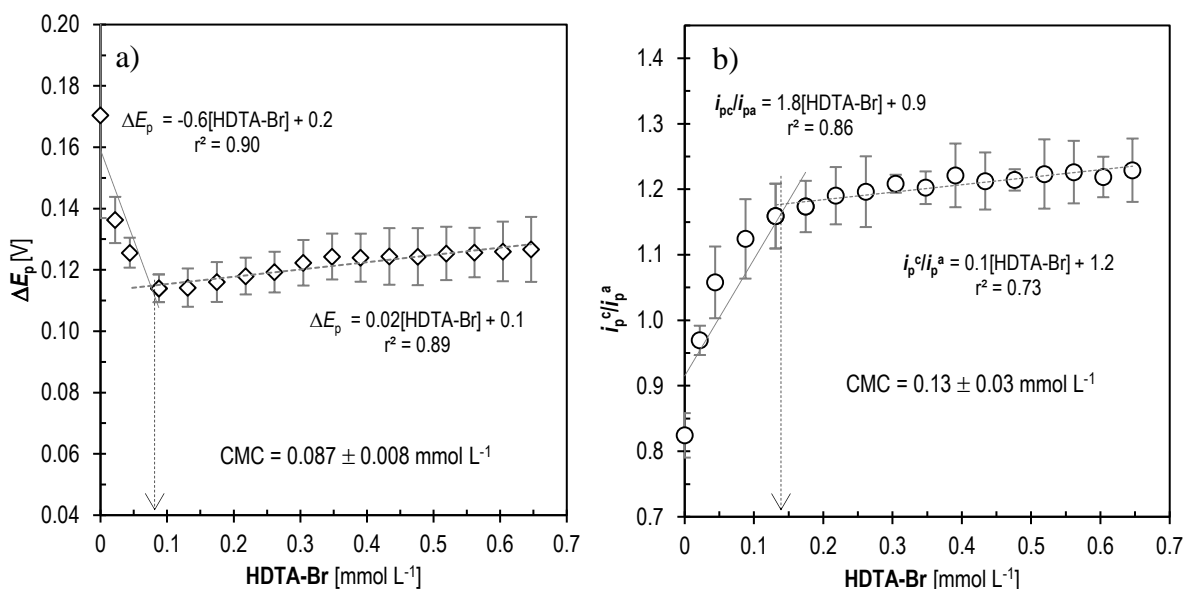 a)
0.20
0.18
0.16
0.14
0.12
0.10
0.08
0.06
0.04
ΔEp [V]
ΔEp = -0.6[HDTA-Br] + 0.2
r² = 0.90
ΔEp = 0.02[HDTA-Br] + 0.1
r² = 0.89
CMC = 0.087 ± 0.008 mmol L-1
0 0.1 0.2 0.3 0.4 0.5 0.6 0.7
HDTA-Br [mmol L-1]
b)
1.4
1.3
1.2
1.1
1.0
0.9
0.8
0.7
ipc/ipa
ipc/ipa = 1.8[HDTA-Br] + 0.9
r² = 0.86
ipc/ipa = 0.1[HDTA-Br] + 1.2
r² = 0.73
CMC = 0.13 ± 0.03 mmol L-1
0 0.1 0.2 0.3 0.4 0.5 0.6 0.7
HDTA-Br [mmol L-1]